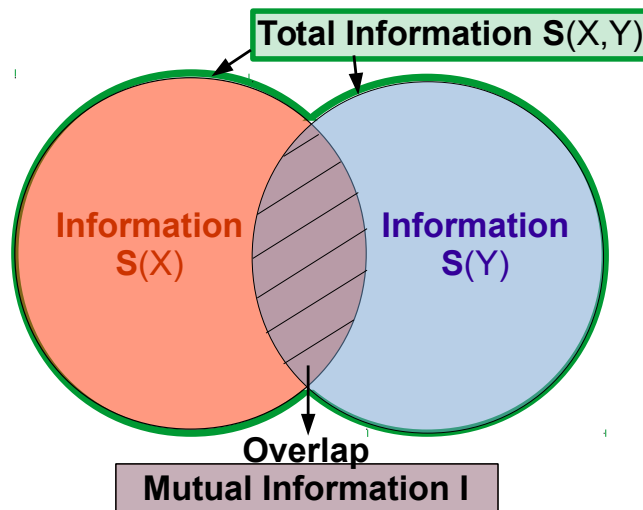 Total Information S(X,Y)
Information
S(X)
Information
S(Y)
Overlap
Mutual Information I